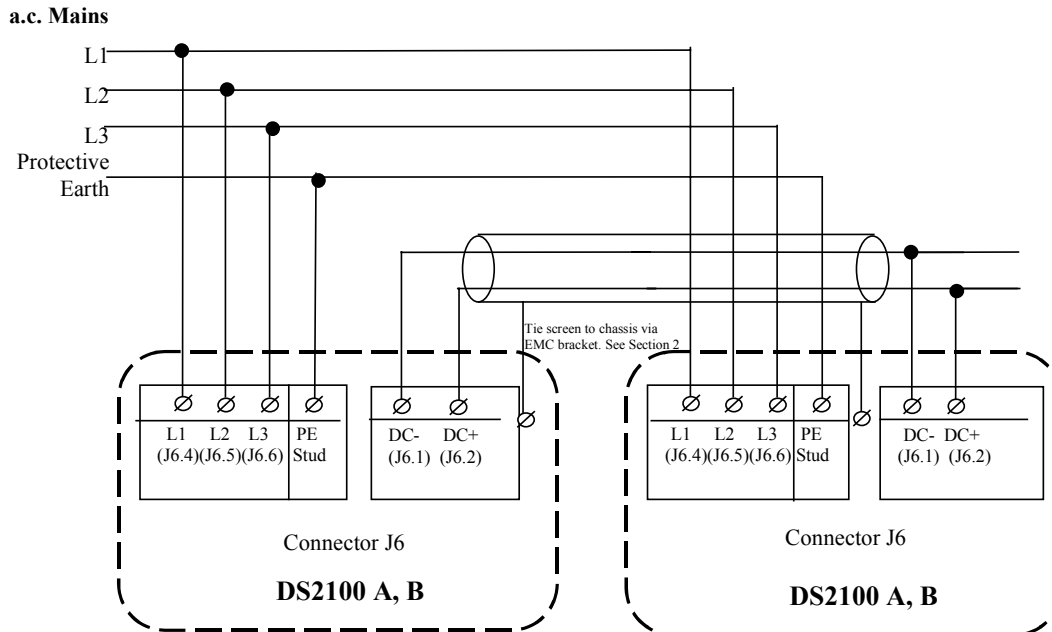 a.c. Mains
L1
L2
L3
Protective
Earth
Tie screen to chassis via
EMC bracket. See Section 2
L1 L2 L3 PE
(J6.4)(J6.5)(J6.6) Stud
DC- DC+
(J6.1) (J6.2)
Connector J6
DS2100 A, B
L1 L2 L3 PE
(J6.4)(J6.5)(J6.6) Stud
DC- DC+
(J6.1) (J6.2)
Connector J6
DS2100 A, B